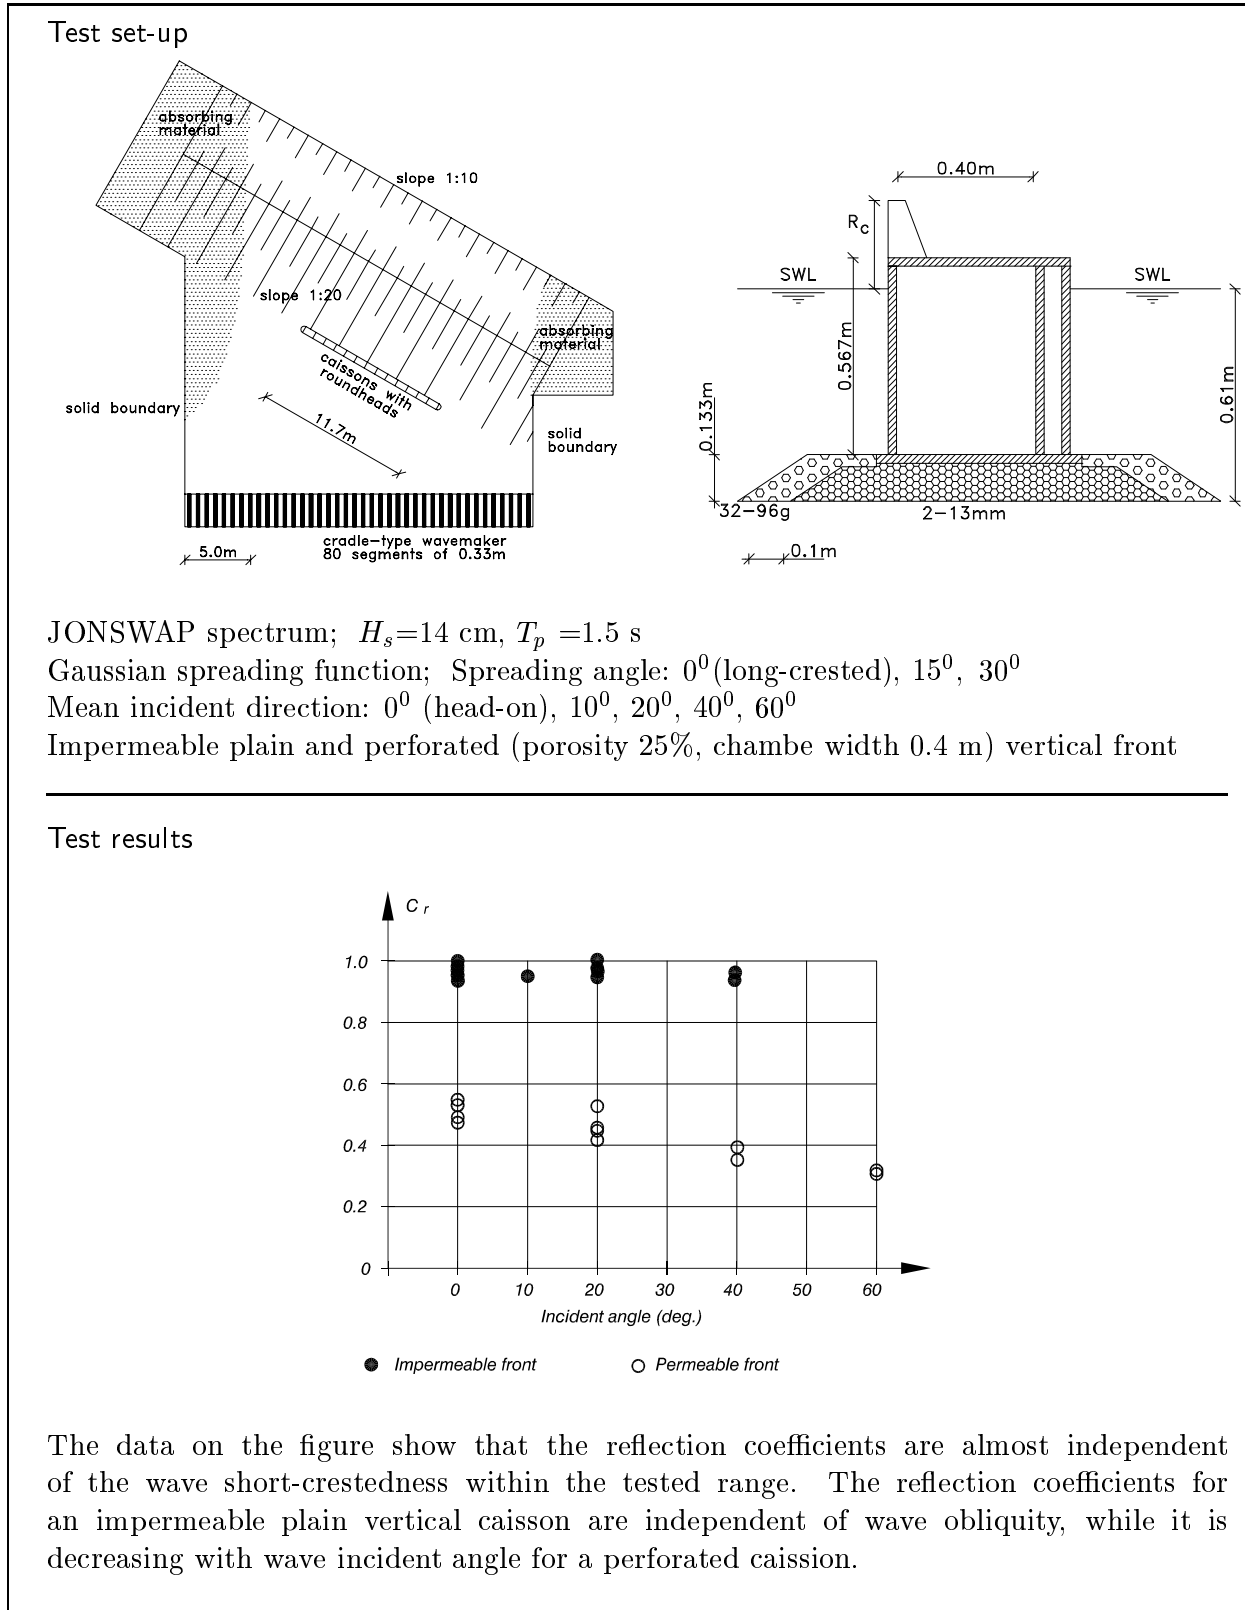 Test set-up
absorbing
material
slope 1:10
slope 1:20
absorbing
material
caissons with
roundheads
solid boundary
11.7m
solid
boundary
cradle-type wavemaker
80 segments of 0.33m
5.0m
0.40m
Rc
SWL
SWL
0.567m
0.61m
0.133m
32-96g
2-13mm
0.1m
JONSWAP spectrum; Hs=14 cm, Tp =1.5 s
Gaussian spreading function; Spreading angle: 0⁰(long-crested), 15⁰, 30⁰
Mean incident direction: 0⁰ (head-on), 10⁰, 20⁰, 40⁰, 60⁰
Impermeable plain and perforated (porosity 25%, chambe width 0.4 m) vertical front
Test results
C r
1.0
0.8
0.6
0.4
0.2
0
0 10 20 30 40 50 60
Incident angle (deg.)
Impermeable front Permeable front
The data on the figure show that the reflection coefficients are almost independent
of the wave short-crestedness within the tested range. The reflection coefficients for
an impermeable plain vertical caisson are independent of wave obliquity, while it is
decreasing with wave incident angle for a perforated caission.